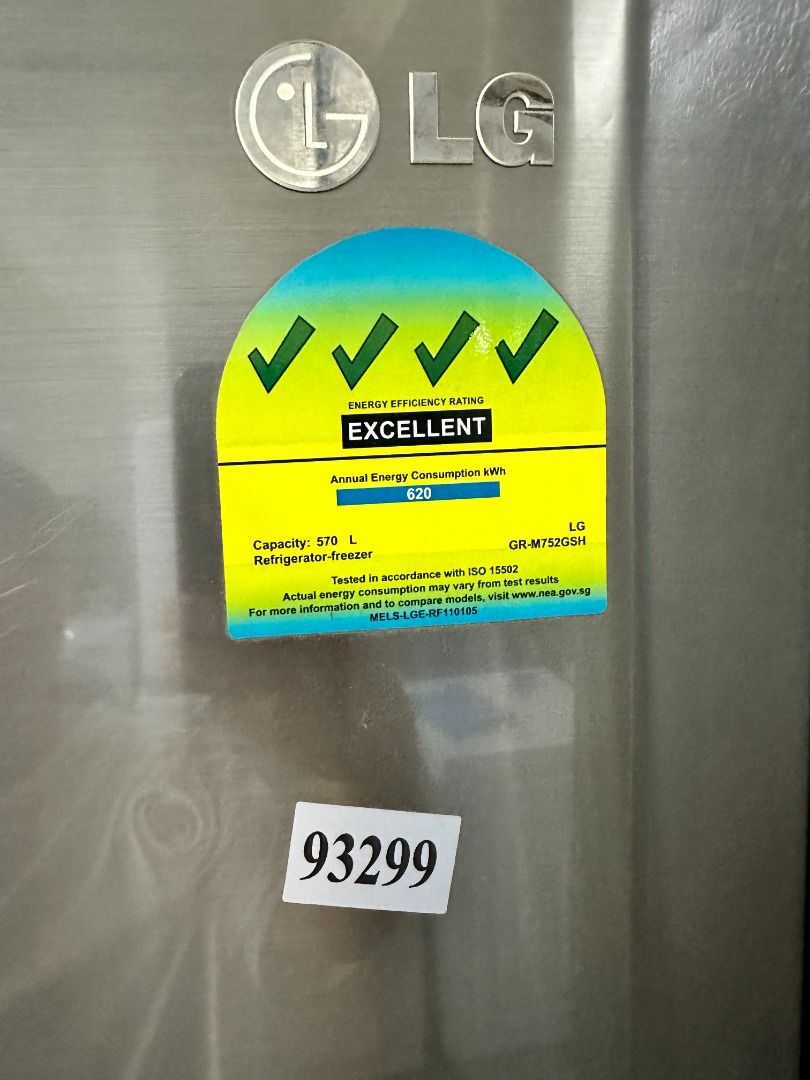 LG
ENERGY EFFICIENCY RATING
EXCELLENT
Annual Energy Consumption kWh
620
Capacity: 570 L
Refrigerator-freezer
LG
GR-M752GSH
Tested in accordance with ISO 15502
Actual energy consumption may vary from test results
For more information and to compare models, visit www.nea.gov.sg
MELS-LGE-RF110105
93299